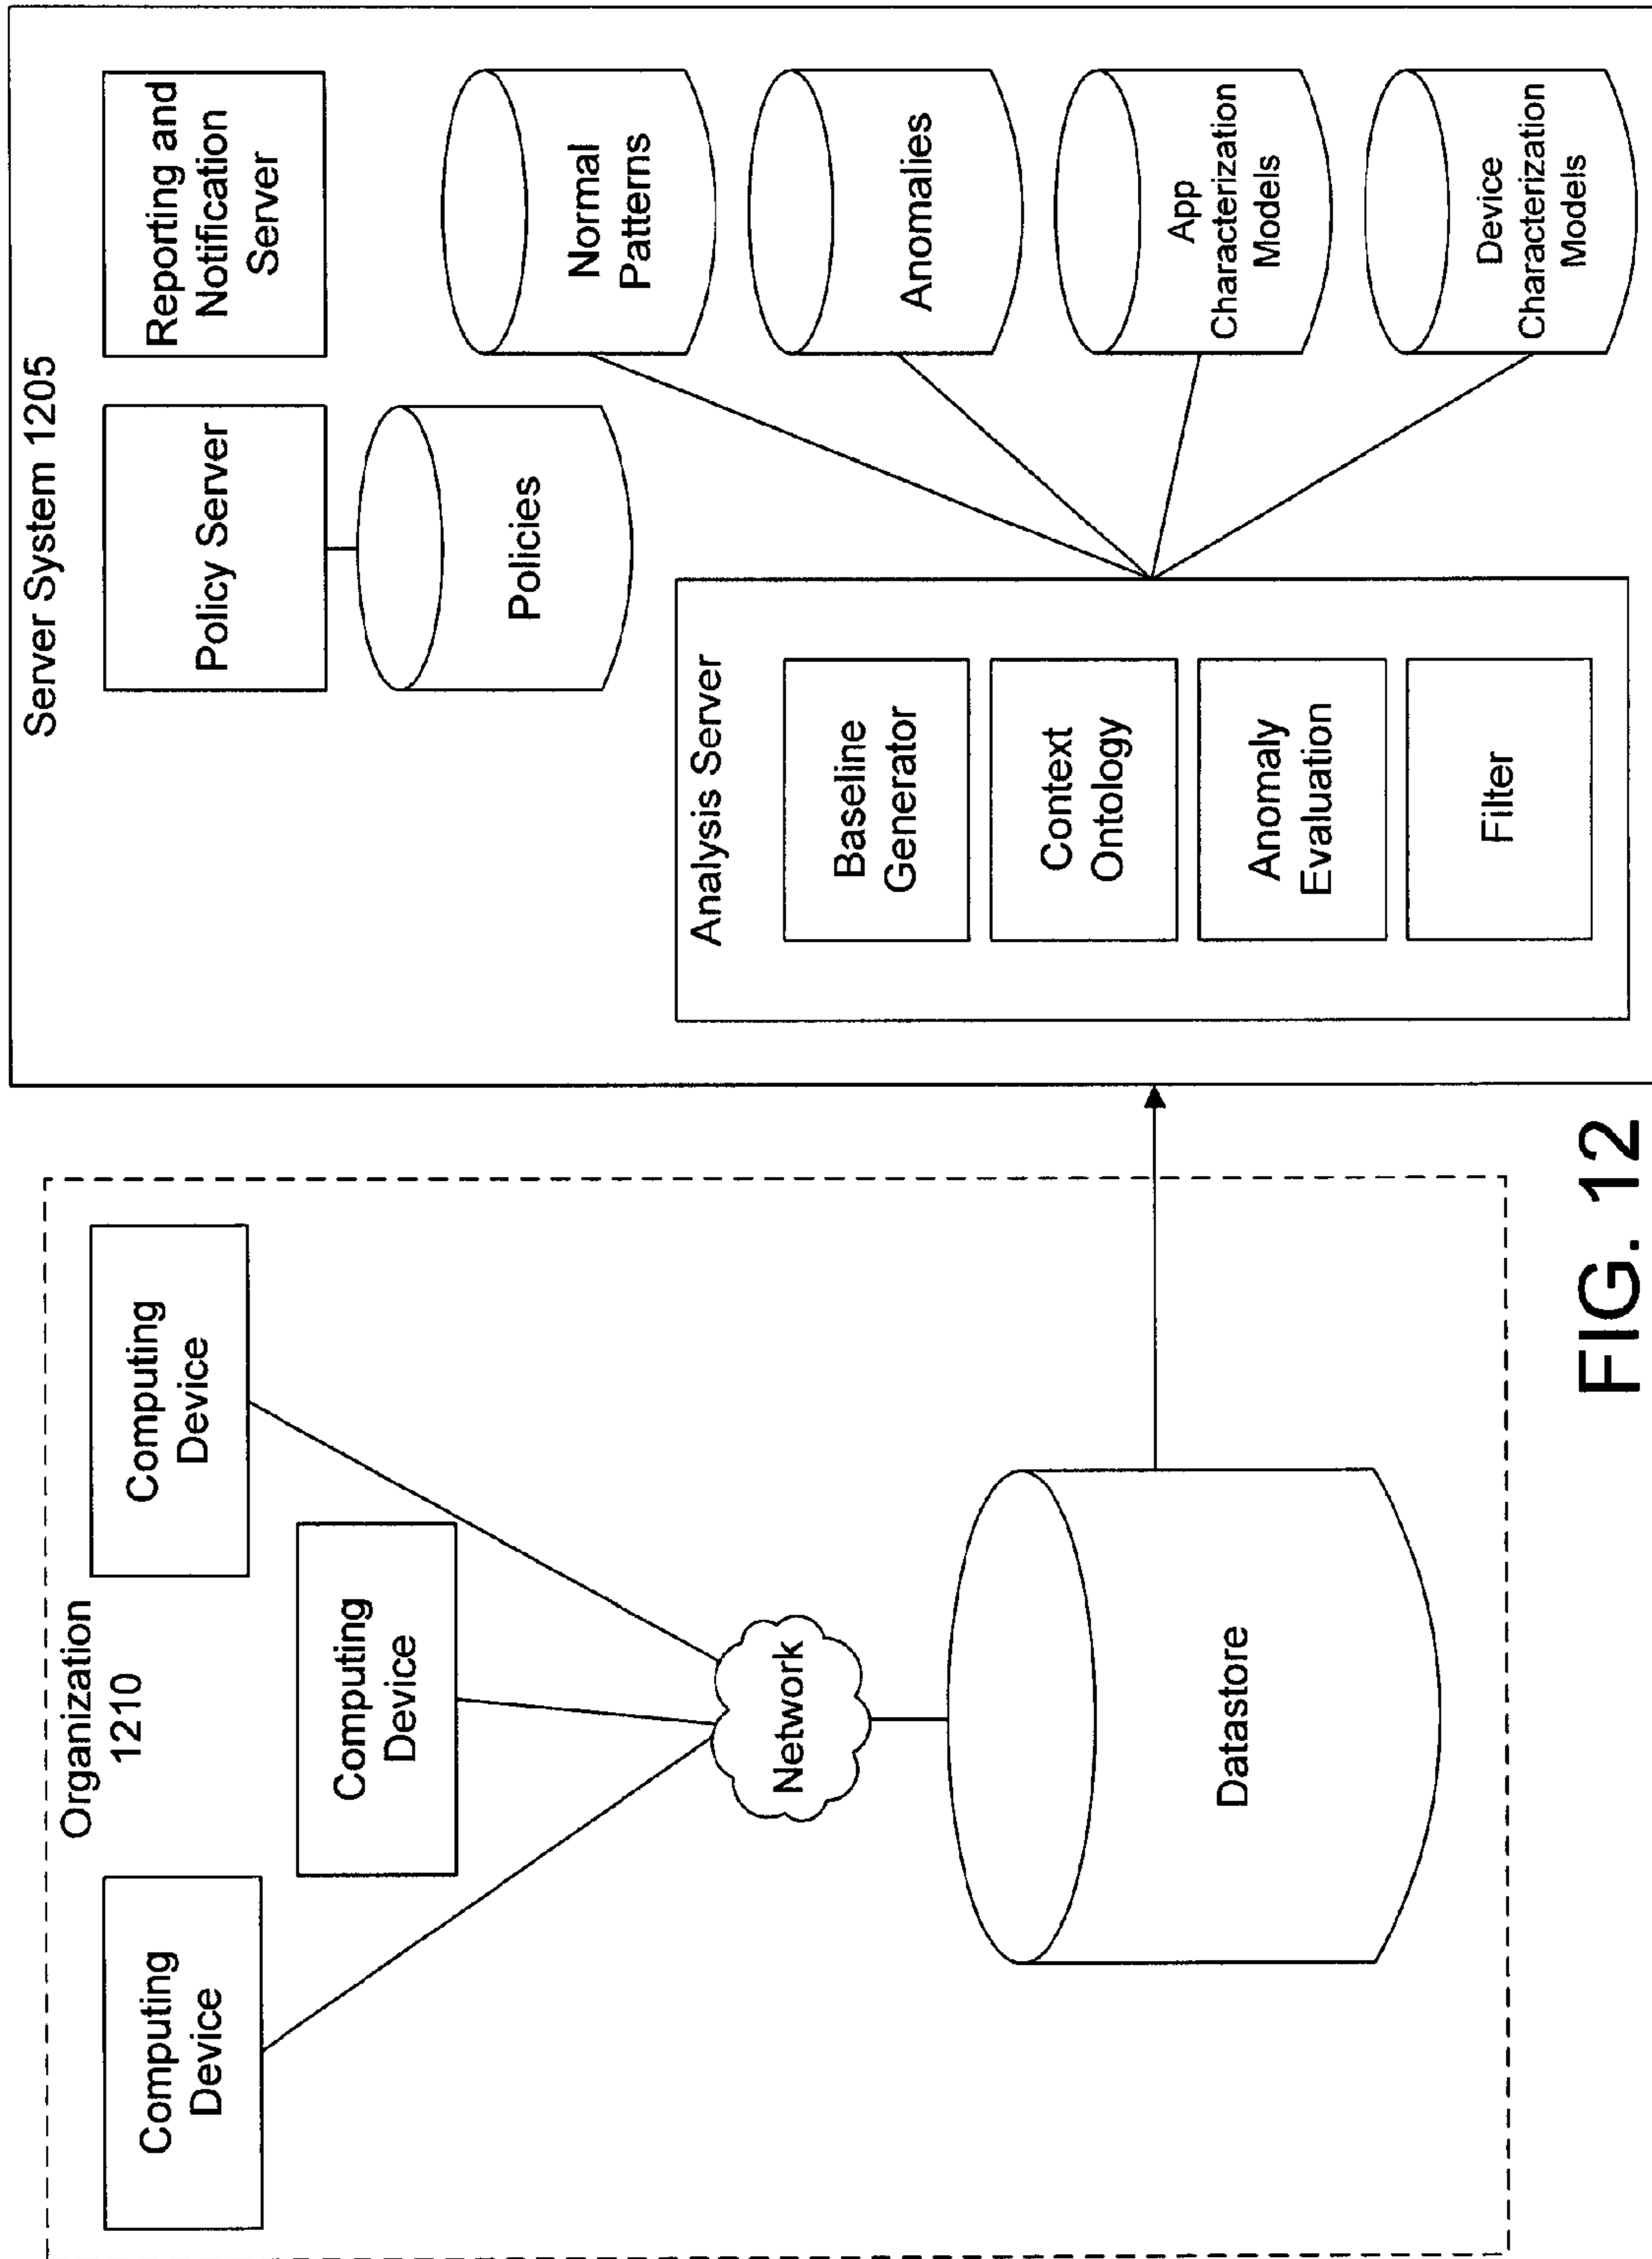 Organization
1210
Computing
Device
Computing
Device
Computing
Device
Network
Datastore
Server System 1205
Policy Server
Policies
Reporting and
Notification
Server
Analysis Server
Baseline
Generator
Context
Ontology
Anomaly
Evaluation
Filter
Normal
Patterns
Anomalies
App
Characterization
Models
Device
Characterization
Models
FIG. 12